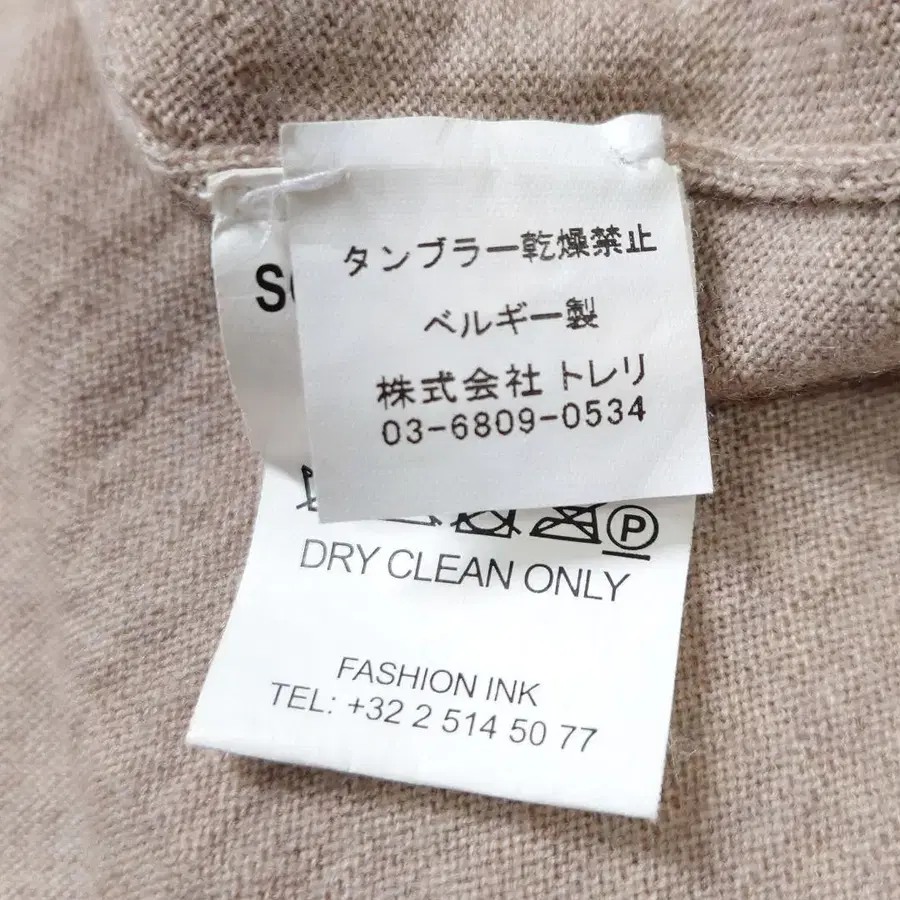 タンブラー乾燥禁止
ベルギー製
株式会社 トレリ
03-6809-0534
P
DRY CLEAN ONLY
FASHION INK
TEL: +32 2 514 50 77